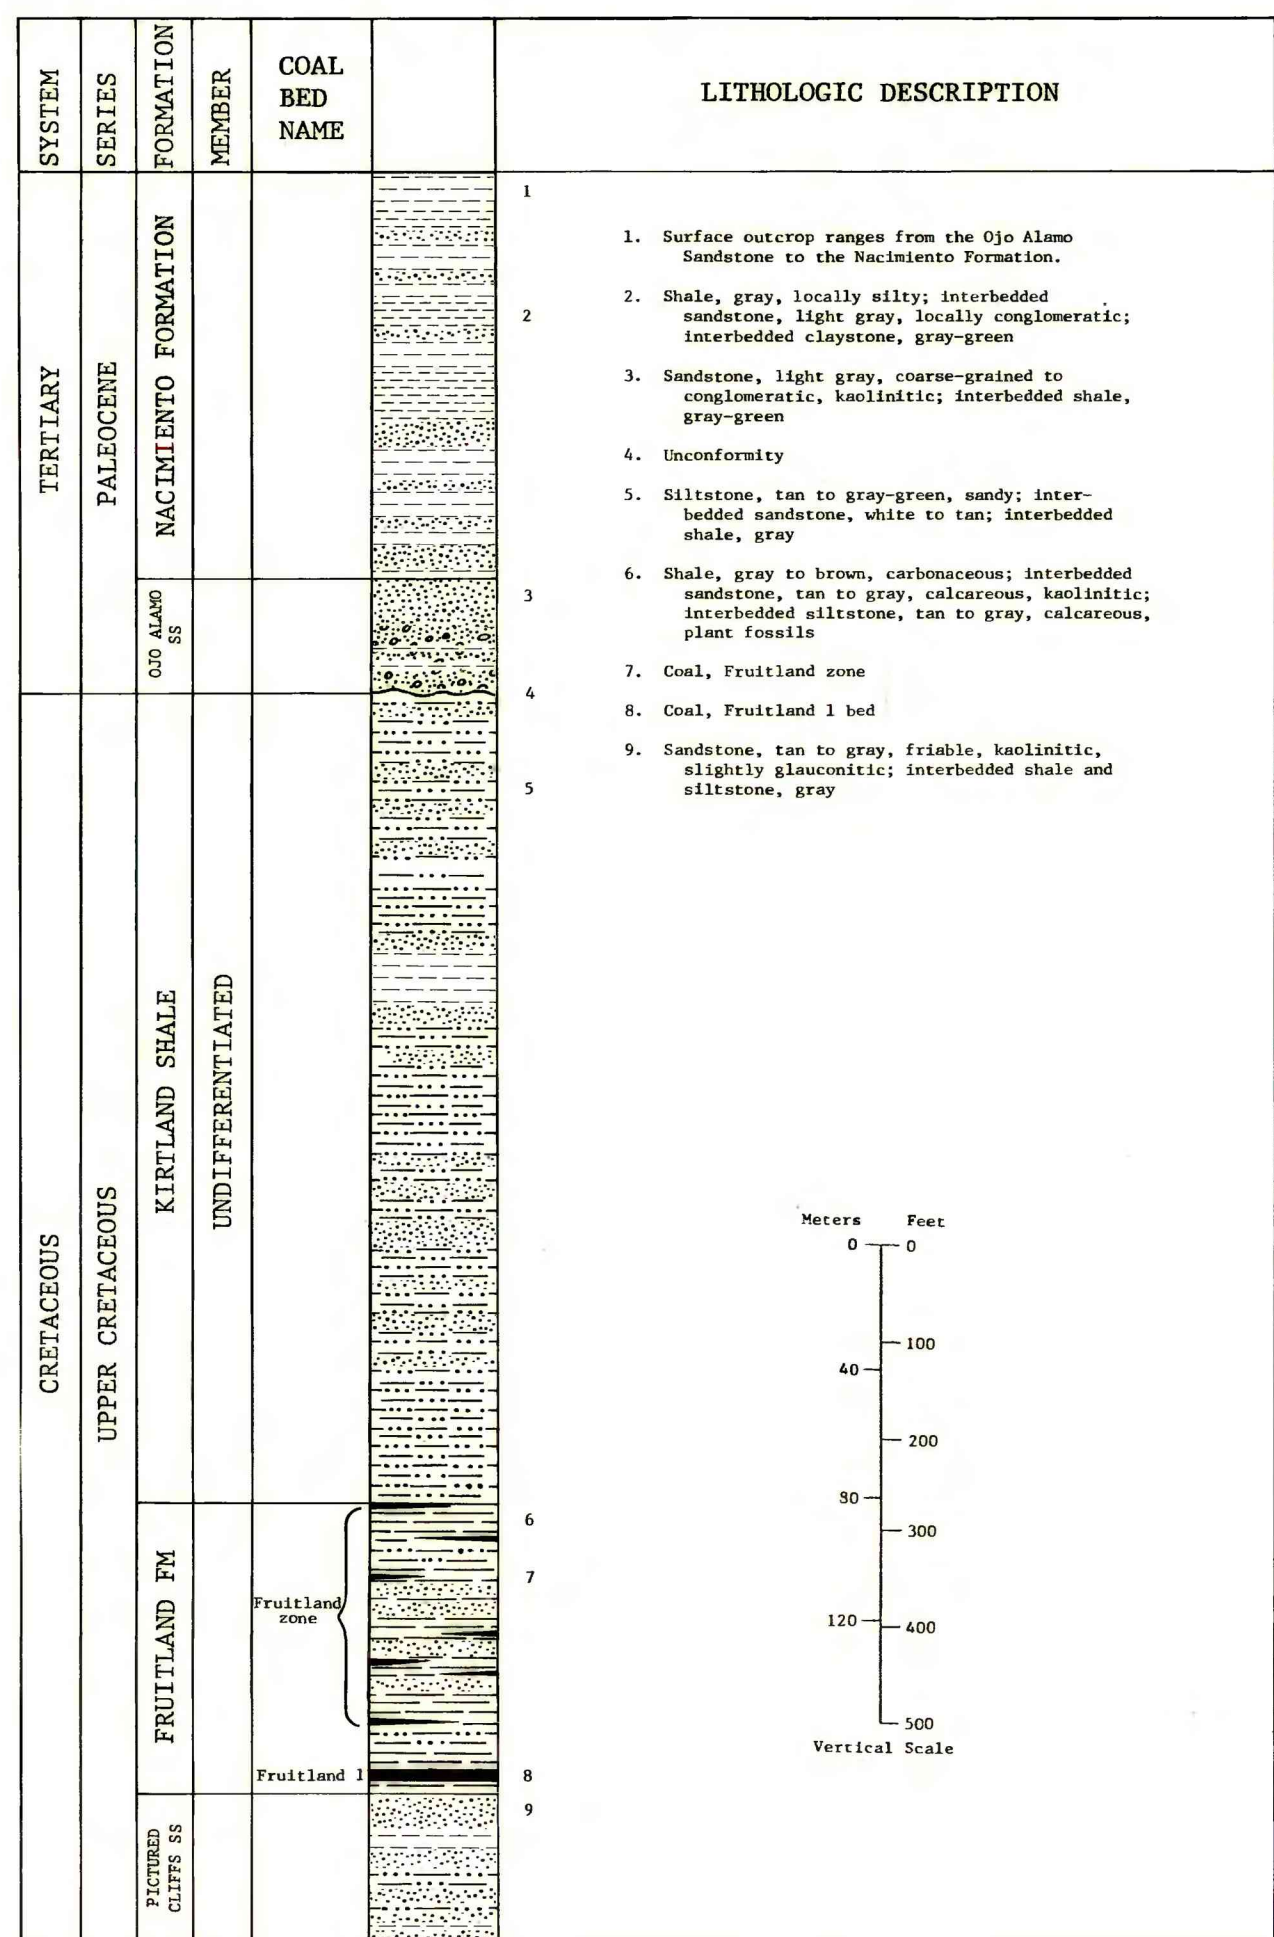 SYSTEM
SERIES
FORMATION
MEMBER
COAL
BED
NAME
LITHOLOGIC DESCRIPTION
TERTIARY
PALEOCENE
NACIMIENTO FORMATION
OJO ALAMO
SS
CRETACEOUS
UPPER CRETACEOUS
KIRTLAND SHALE
UNDIFFERENTIATED
FRUITLAND FM
Fruitland
zone
Fruitland 1
PICTURED
CLIFFS SS
1
2
3
4
5
6
7
8
9
1. Surface outcrop ranges from the Ojo Alamo
Sandstone to the Nacimiento Formation.
2. Shale, gray, locally silty; interbedded
sandstone, light gray, locally conglomeratic;
interbedded claystone, gray-green
3. Sandstone, light gray, coarse-grained to
conglomeratic, kaolinitic; interbedded shale,
gray-green
4. Unconformity
5. Siltstone, tan to gray-green, sandy; inter-
bedded sandstone, white to tan; interbedded
shale, gray
6. Shale, gray to brown, carbonaceous; interbedded
sandstone, tan to gray, calcareous, kaolinitic;
interbedded siltstone, tan to gray, calcareous,
plant fossils
7. Coal, Fruitland zone
8. Coal, Fruitland 1 bed
9. Sandstone, tan to gray, friable, kaolinitic,
slightly glauconitic; interbedded shale and
siltstone, gray
Meters Feet
0 0
100
40
200
80
300
120
400
500
Vertical Scale